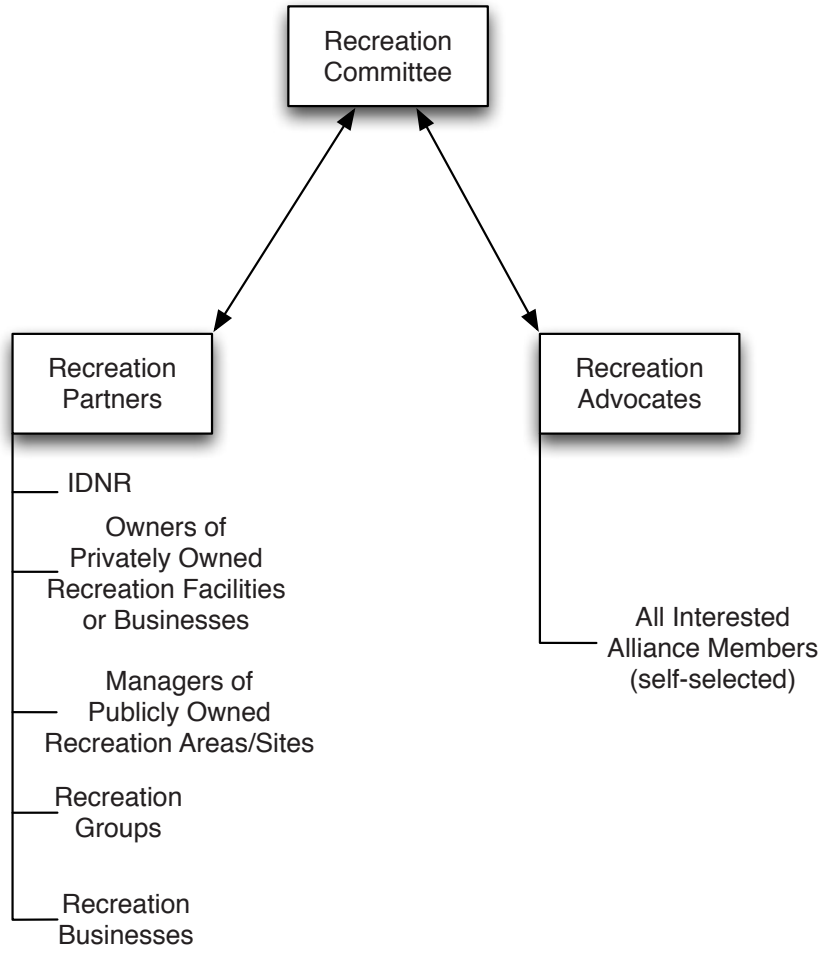 Recreation
Committee
Recreation
Partners
IDNR
Owners of
Privately Owned
Recreation Facilities
or Businesses
Managers of
Publicly Owned
Recreation Areas/Sites
Recreation
Groups
Recreation
Businesses
Recreation
Advocates
All Interested
Alliance Members
(self-selected)